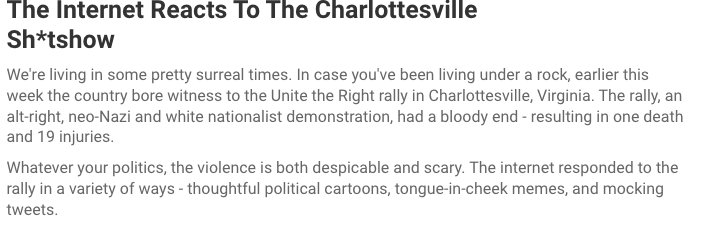 The Internet Reacts To The Charlottesville
Sh*tshow
We're living in some pretty surreal times. In case you've been living under a rock, earlier this
week the country bore witness to the Unite the Right rally in Charlottesville, Virginia. The rally, an
alt-right, neo-Nazi and white nationalist demonstration, had a bloody end - resulting in one death
and 19 injuries.
Whatever your politics, the violence is both despicable and scary. The internet responded to the
rally in a variety of ways - thoughtful political cartoons, tongue-in-cheek memes, and mocking
tweets.